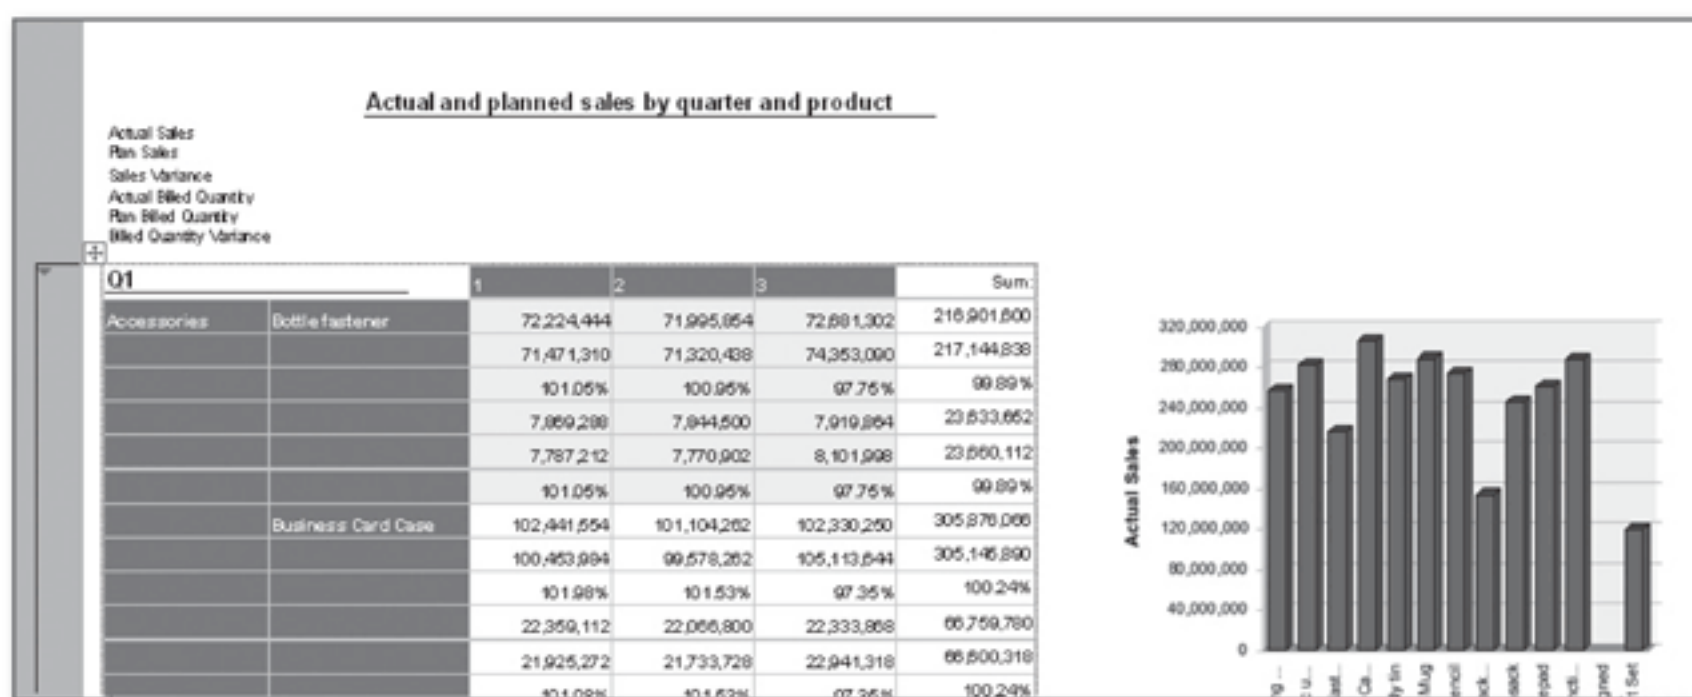 Actual and planned sales by quarter and product
Actual Sales
Plan Sales
Sales Variance
Actual Billed Quantity
Plan Billed Quantity
Billed Quantity Variance
Q1 1 2 3 Sum:
Accessories Bottle fastener 72,224,444 71,995,854 72,681,302 216,901,600
71,471,310 71,320,438 74,353,090 217,144,838
101.05% 100.95% 97.75% 99.89%
7,869,288 7,844,500 7,919,864 23,633,652
7,787,212 7,770,902 8,101,998 23,660,112
101.05% 100.95% 97.75% 99.89%
Business Card Case 102,441,554 101,104,262 102,330,250 305,876,066
100,453,984 99,578,262 105,113,644 305,145,890
101.98% 101.53% 97.35% 100.24%
22,359,112 22,066,800 22,333,868 66,759,780
21,925,272 21,733,728 22,941,318 66,600,318
101.98% 101.53% 97.35% 100.24%
Actual Sales
320,000,000
280,000,000
240,000,000
200,000,000
160,000,000
120,000,000
80,000,000
40,000,000
0
Ca...
Mug
Set